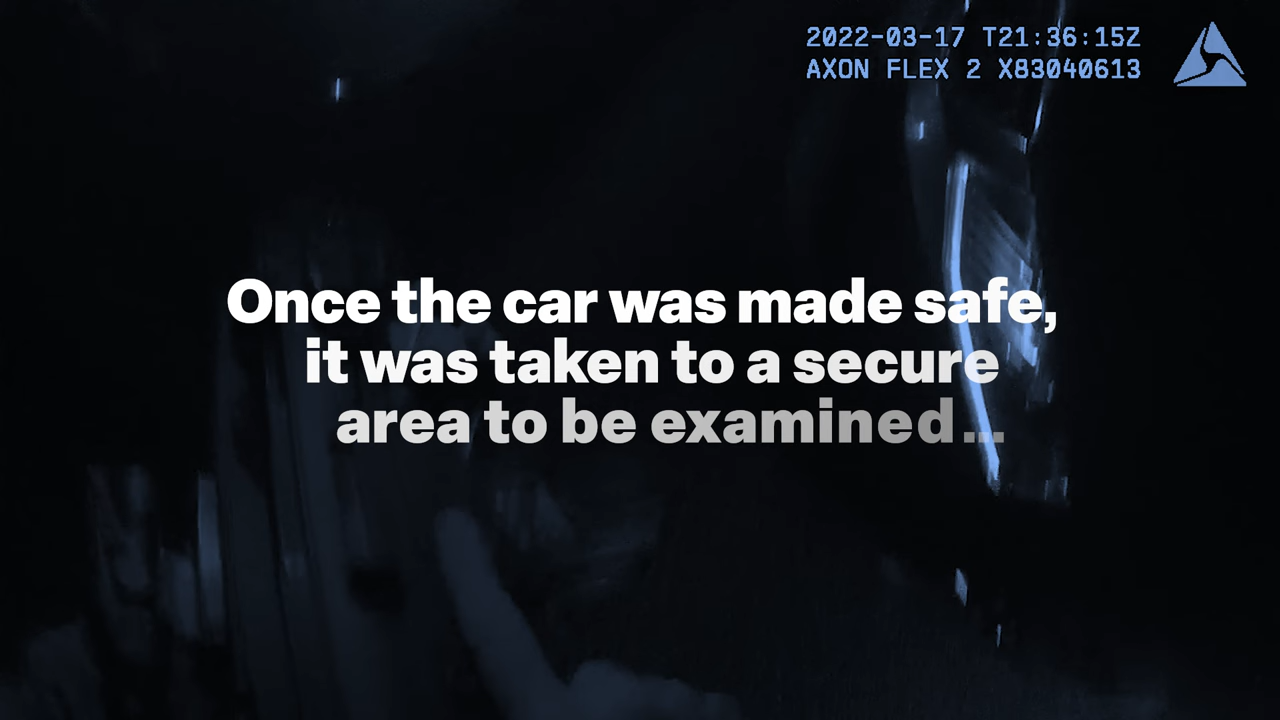 2022-03-17 T21:36:15Z
AXON FLEX 2 X83040613
Once the car was made safe,
it was taken to a secure
area to be examined...